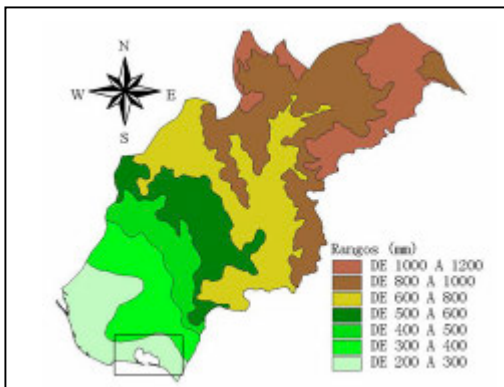 N
W E
S
Rangos (mm)
DE 1000 A 1200
DE 800 A 1000
DE 600 A 800
DE 500 A 600
DE 400 A 500
DE 300 A 400
DE 200 A 300